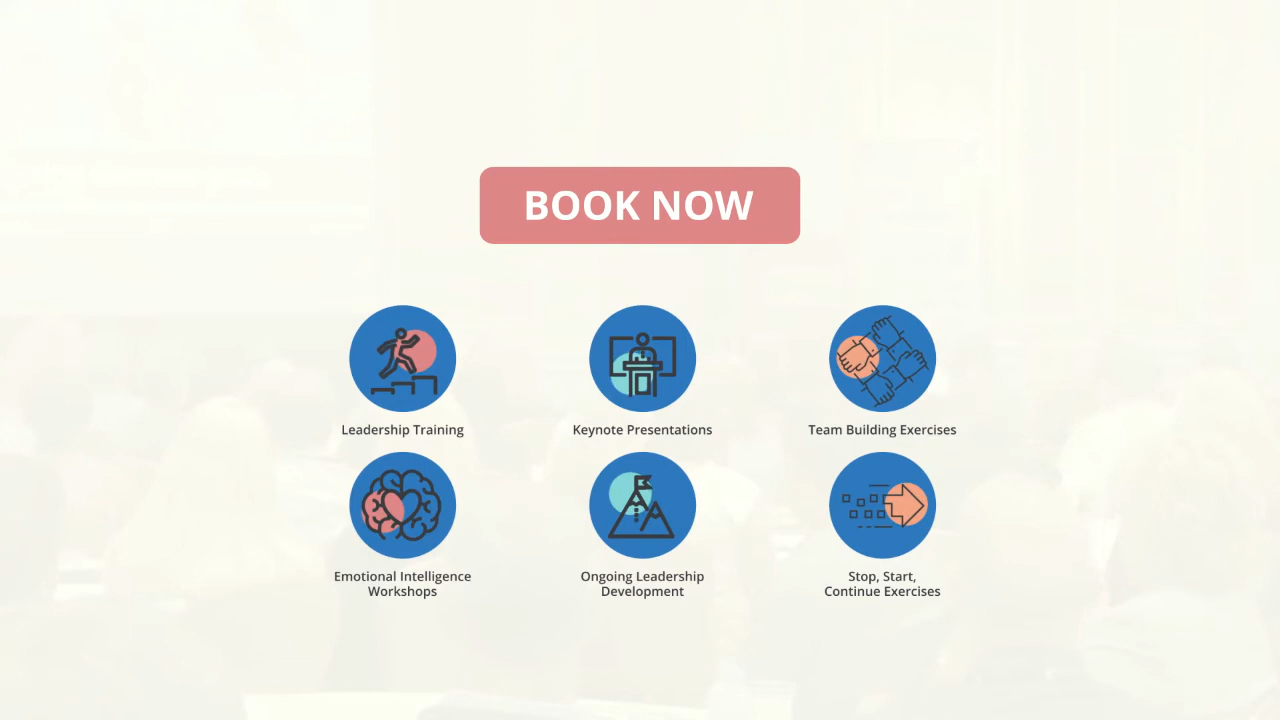 BOOK NOW
Leadership Training
Keynote Presentations
Team Building Exercises
Emotional Intelligence
Workshops
Ongoing Leadership
Development
Stop, Start,
Continue Exercises